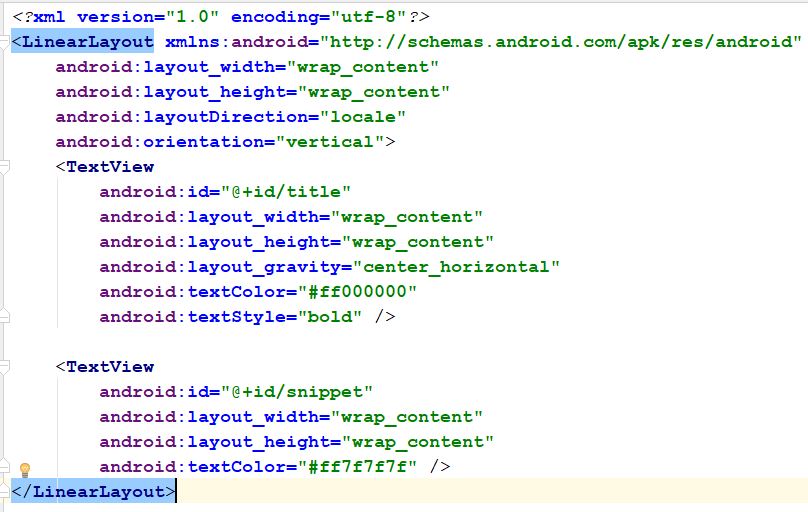 <?xml version="1.0" encoding="utf-8"?>
<LinearLayout xmlns:android="http://schemas.android.com/apk/res/android"
    android:layout_width="wrap_content"
    android:layout_height="wrap_content"
    android:layoutDirection="locale"
    android:orientation="vertical">
    <TextView
        android:id="@+id/title"
        android:layout_width="wrap_content"
        android:layout_height="wrap_content"
        android:layout_gravity="center_horizontal"
        android:textColor="#ff000000"
        android:textStyle="bold" />

    <TextView
        android:id="@+id/snippet"
        android:layout_width="wrap_content"
        android:layout_height="wrap_content"
        android:textColor="#ff7f7f7f" />
</LinearLayout>